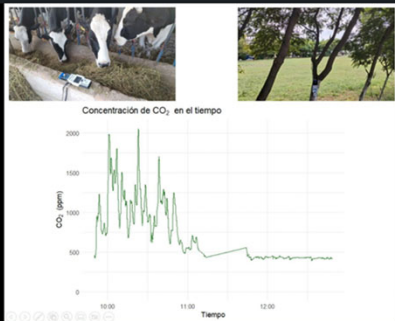 Concentración de CO₂ en el tiempo
2000
1500
1000
500
0
CO₂ (ppm)
10:00 11:00 12:00
Tiempo